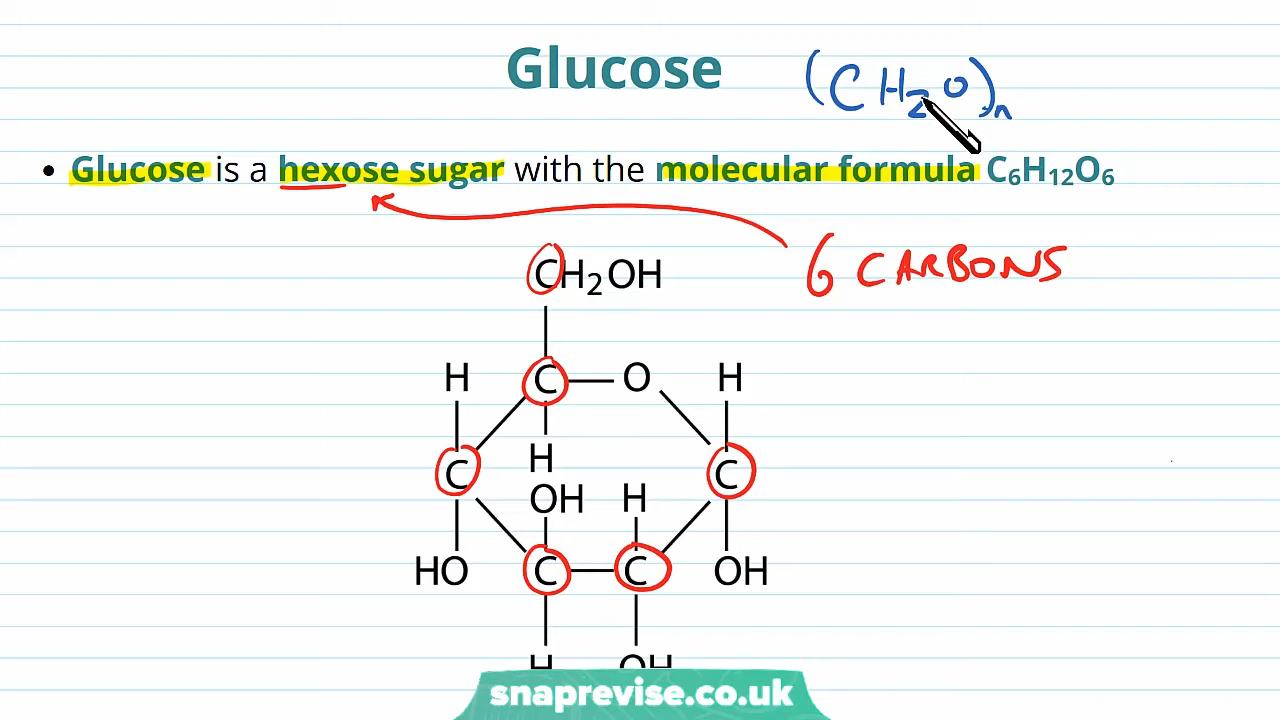 Glucose
(CH₂O)n
• Glucose is a hexose sugar with the molecular formula C₆H₁₂O₆
6 CARBONS
CH₂OH
H C O H
C H C
OH H
HO C C OH
H OH
snaprevise.co.uk